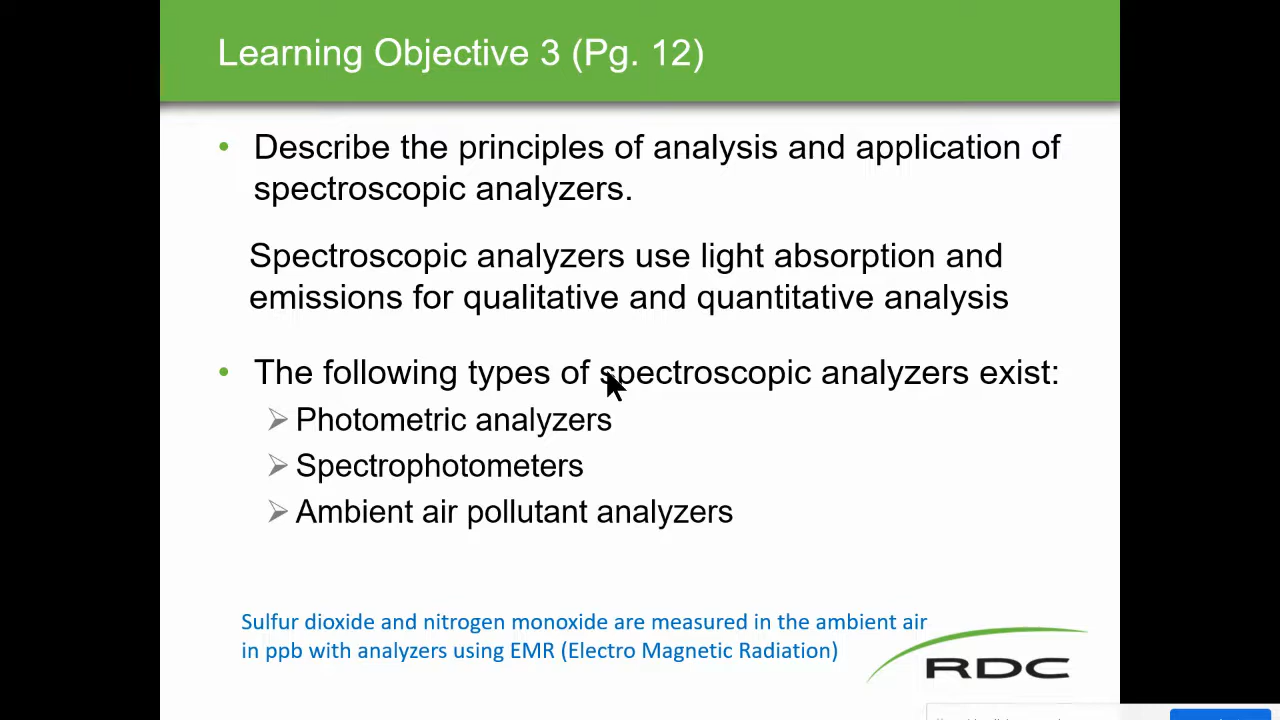 Learning Objective 3 (Pg. 12)
• Describe the principles of analysis and application of
spectroscopic analyzers.
Spectroscopic analyzers use light absorption and
emissions for qualitative and quantitative analysis
• The following types of spectroscopic analyzers exist:
➢ Photometric analyzers
➢ Spectrophotometers
➢ Ambient air pollutant analyzers
Sulfur dioxide and nitrogen monoxide are measured in the ambient air
in ppb with analyzers using EMR (Electro Magnetic Radiation)
RDC